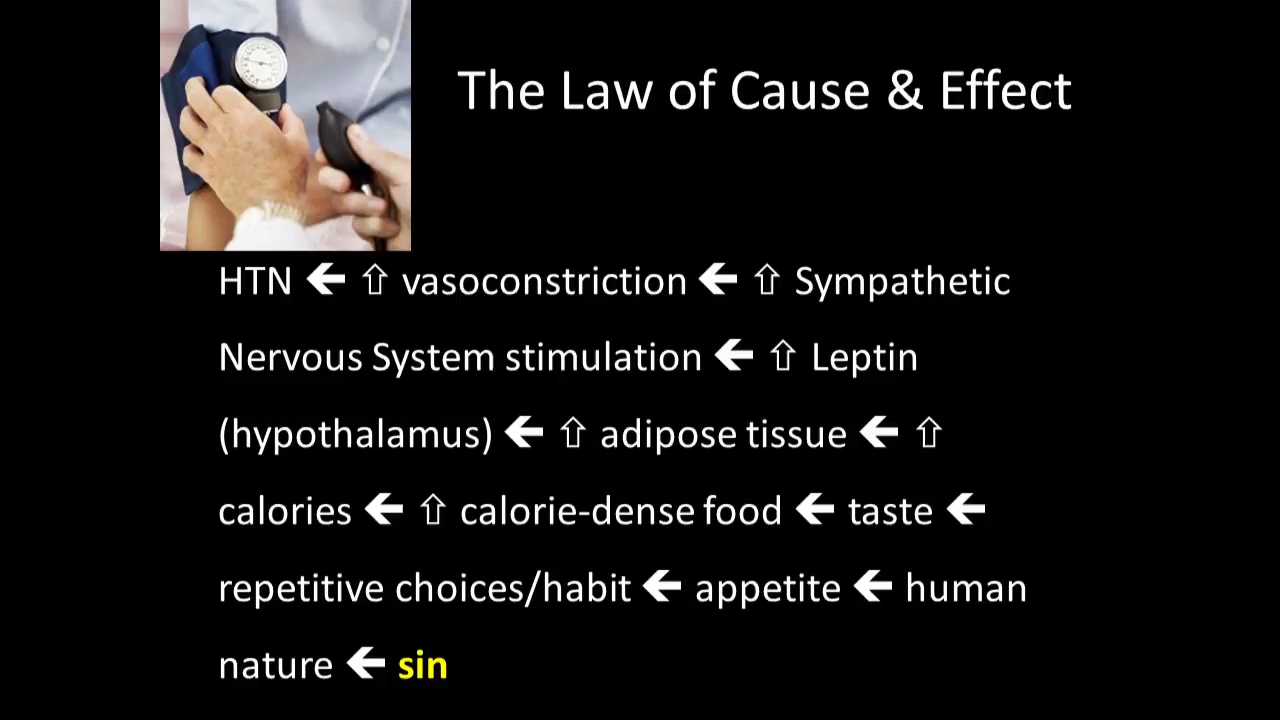 The Law of Cause & Effect
HTN 🡸 ⇧ vasoconstriction 🡸 ⇧ Sympathetic
Nervous System stimulation 🡸 ⇧ Leptin
(hypothalamus) 🡸 ⇧ adipose tissue 🡸 ⇧
calories 🡸 ⇧ calorie-dense food 🡸 taste 🡸
repetitive choices/habit 🡸 appetite 🡸 human
nature 🡸 sin